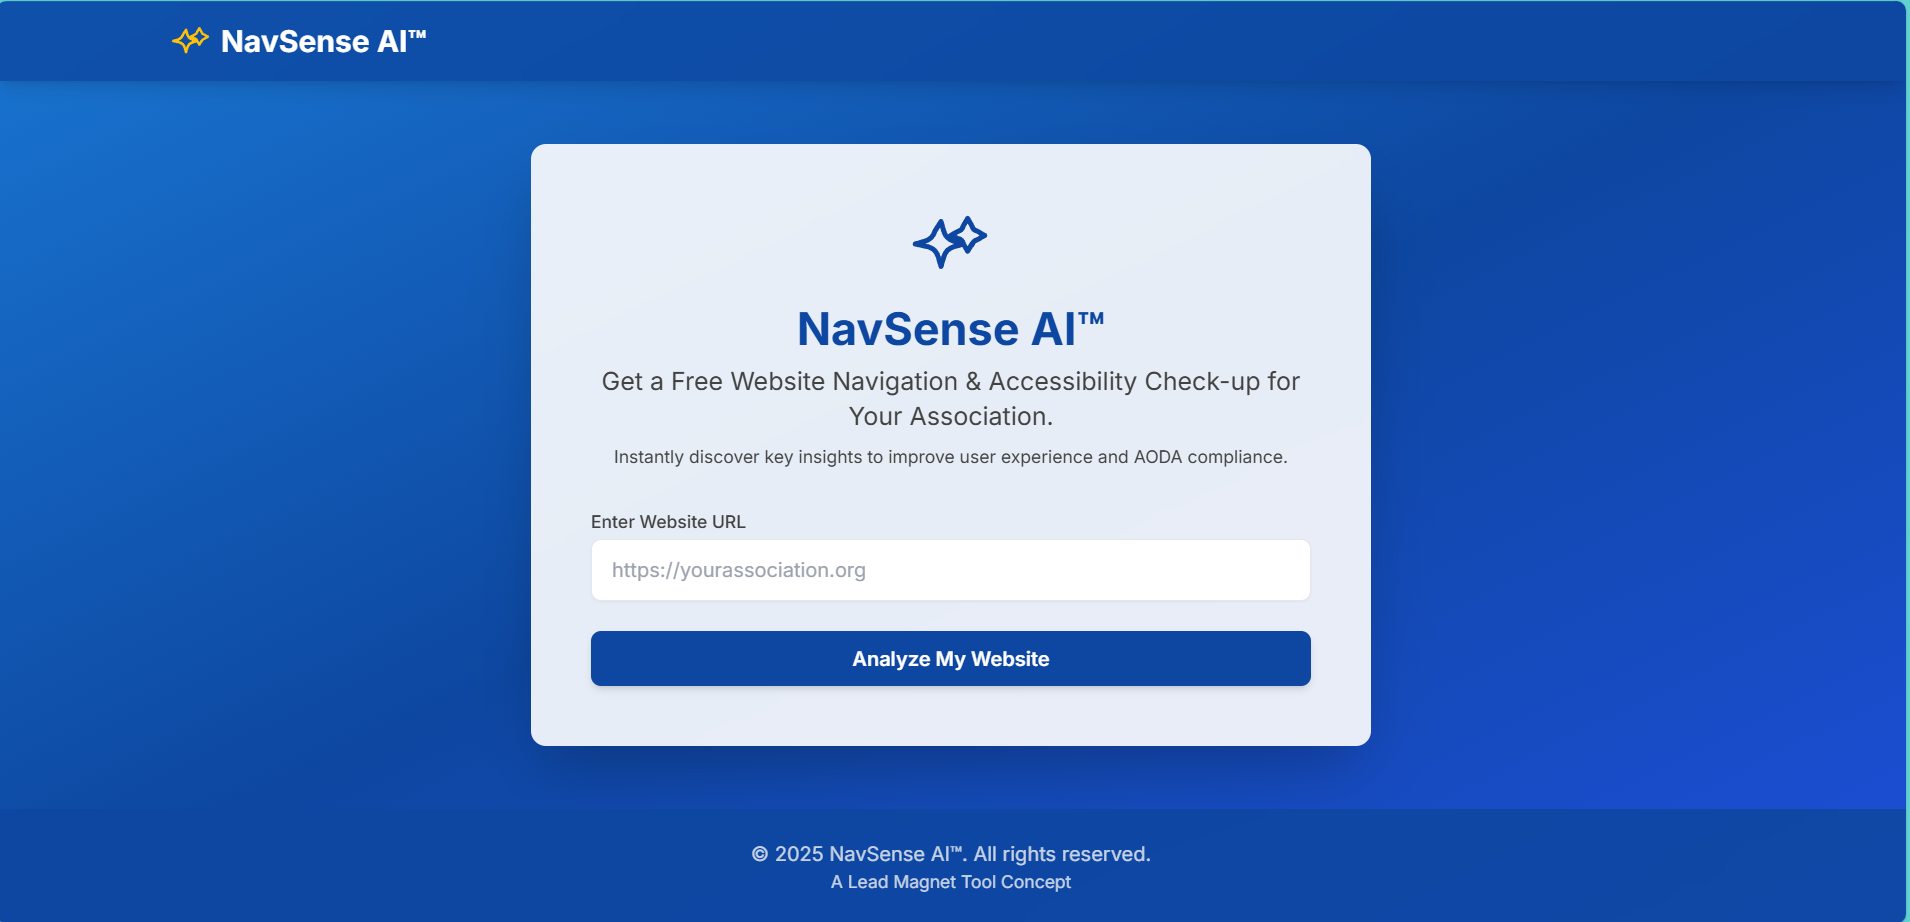 NavSense AI™
NavSense AI™
Get a Free Website Navigation & Accessibility Check-up for
Your Association.
Instantly discover key insights to improve user experience and AODA compliance.
Enter Website URL
https://yourassociation.org
Analyze My Website
© 2025 NavSense AI™. All rights reserved.
A Lead Magnet Tool Concept